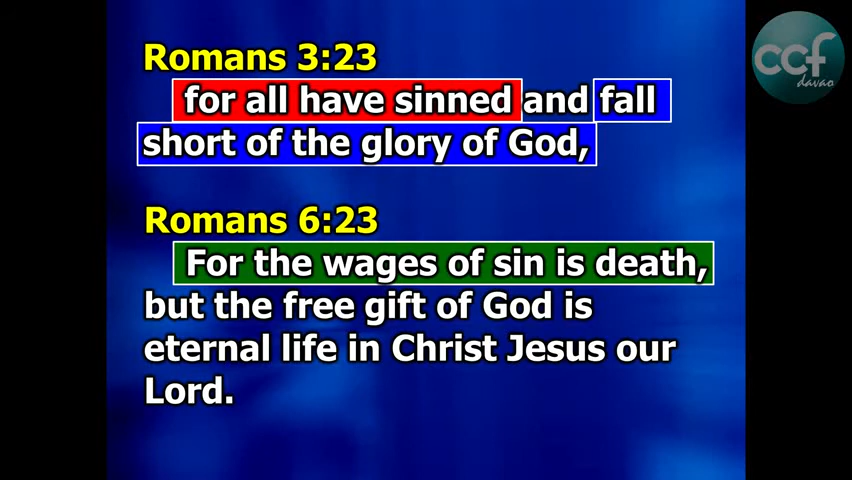 Romans 3:23
for all have sinned and fall
short of the glory of God,
Romans 6:23
For the wages of sin is death,
but the free gift of God is
eternal life in Christ Jesus our
Lord.
ccf
davao